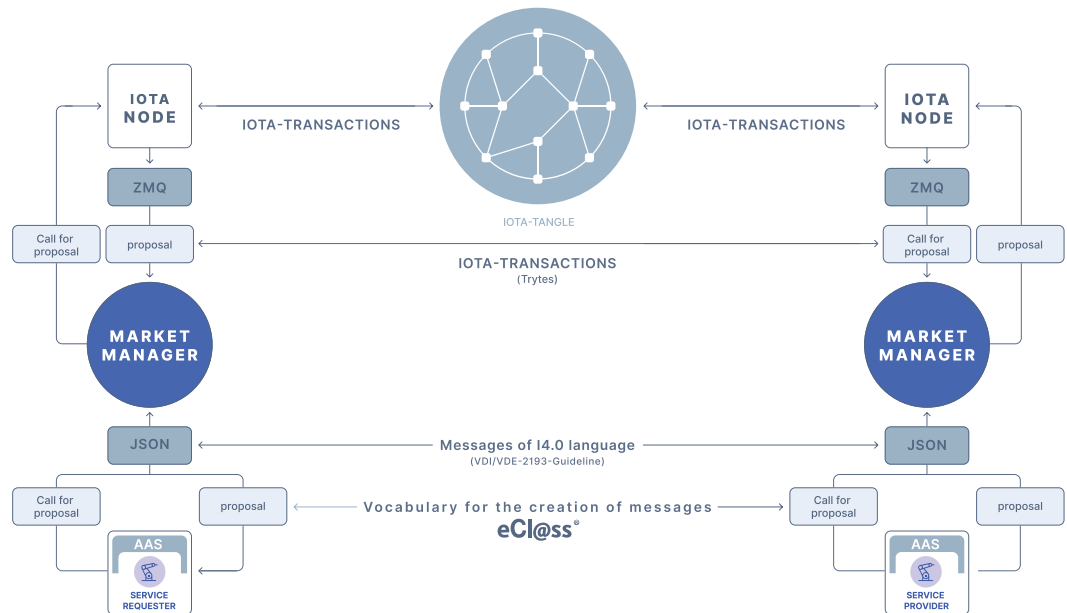 IOTA
NODE
IOTA-TRANSACTIONS
IOTA-TRANSACTIONS
IOTA
NODE
ZMQ
ZMQ
IOTA-TANGLE
Call for
proposal
proposal
IOTA-TRANSACTIONS
(Trytes)
Call for
proposal
proposal
MARKET
MANAGER
MARKET
MANAGER
JSON
Messages of I4.0 language
(VDI/VDE-2193-Guideline)
JSON
Call for
proposal
proposal
Vocabulary for the creation of messages
eCl@ss®
Call for
proposal
proposal
AAS
SERVICE
REQUESTER
AAS
SERVICE
PROVIDER